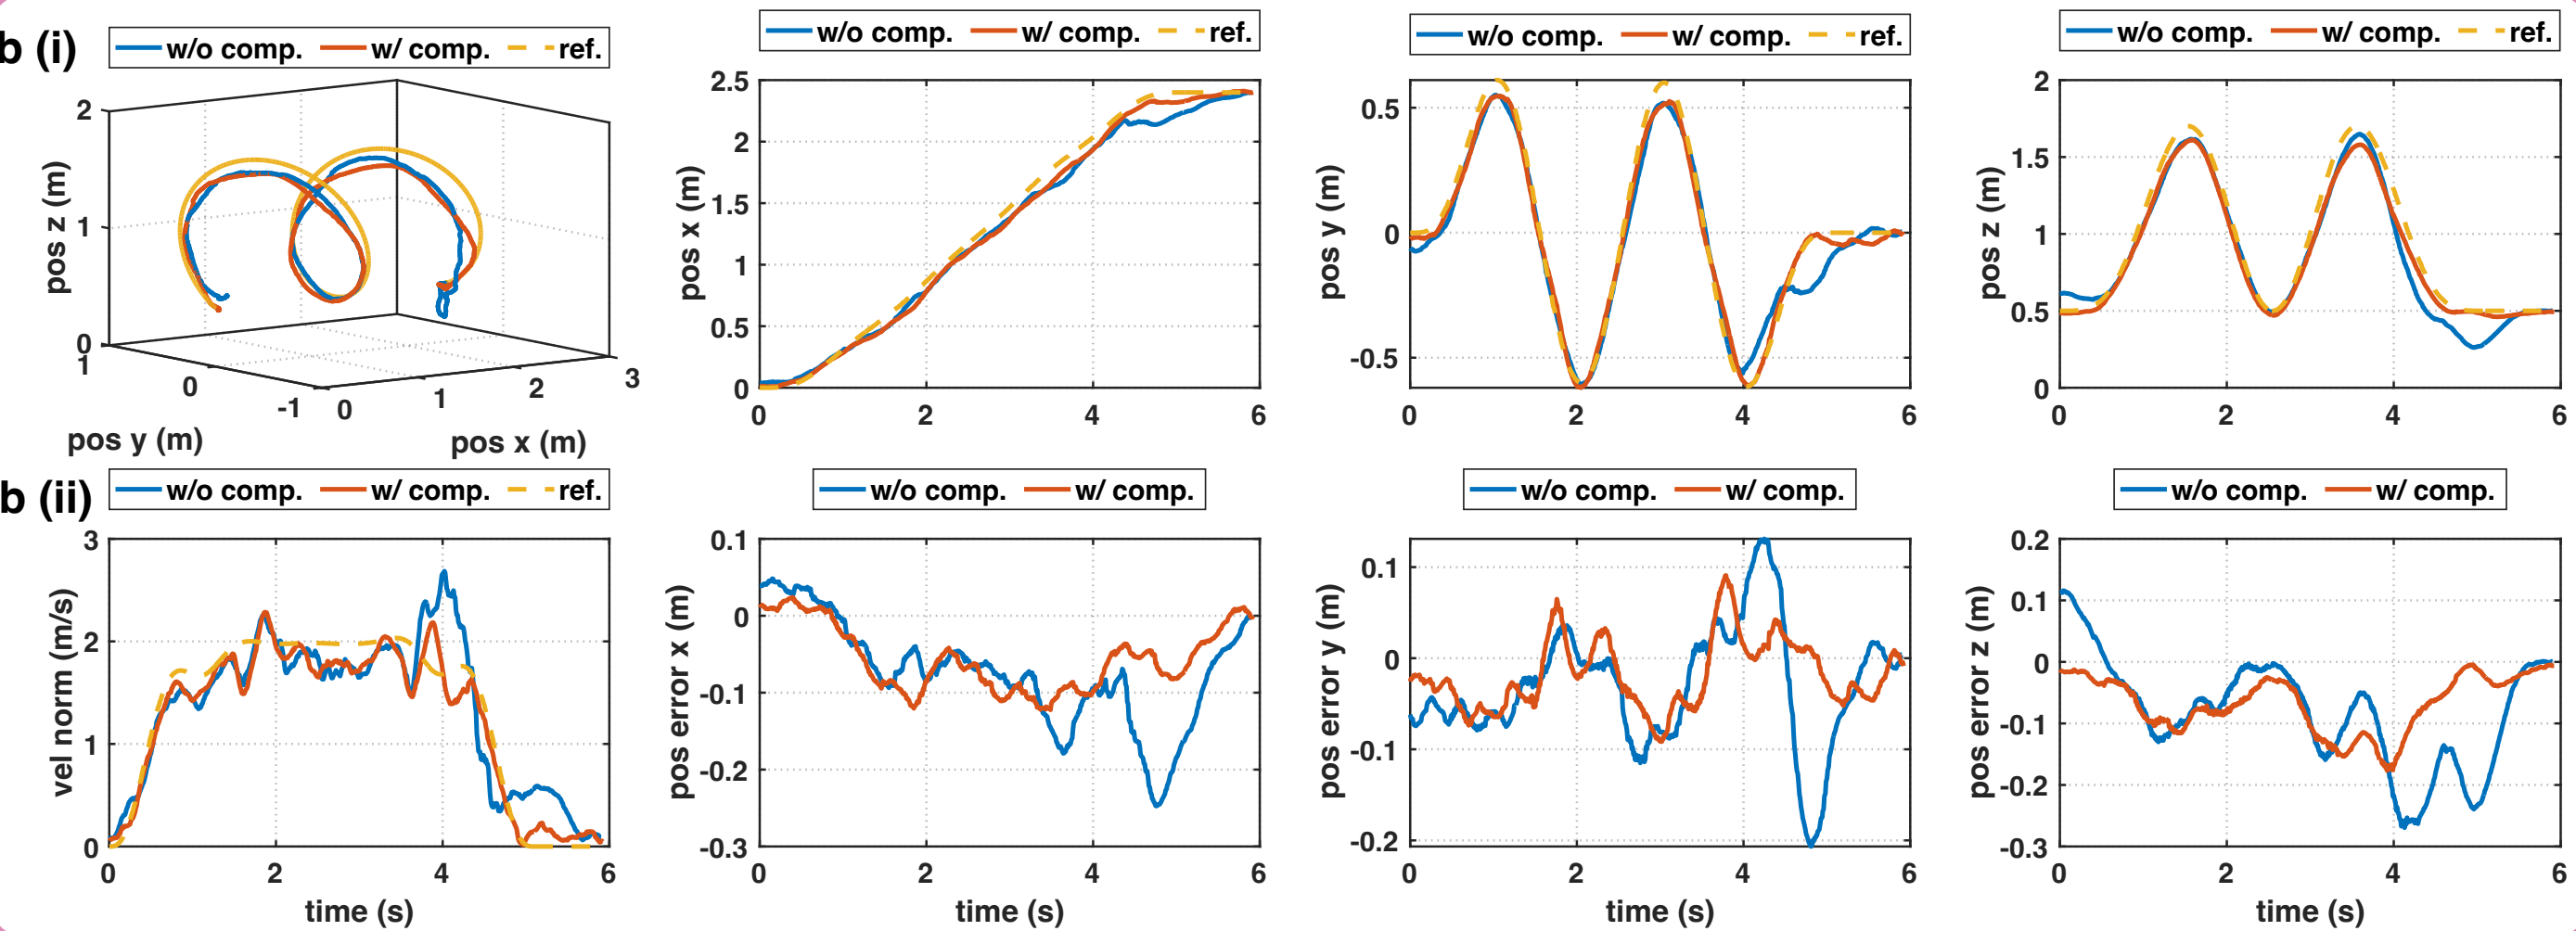 b (i)
w/o comp. w/ comp. ref.
pos z (m)
2
1
0
1
0
-1
0
1
2
3
pos y (m)
pos x (m)
w/o comp. w/ comp. ref.
pos x (m)
2.5
2
1.5
1
0.5
0
0 2 4 6
w/o comp. w/ comp. ref.
pos y (m)
0.5
0
-0.5
0 2 4 6
w/o comp. w/ comp. ref.
pos z (m)
2
1.5
1
0.5
0
0 2 4 6
b (ii)
w/o comp. w/ comp. ref.
vel norm (m/s)
3
2
1
0
0 2 4 6
time (s)
w/o comp. w/ comp.
pos error x (m)
0.1
0
-0.1
-0.2
-0.3
0 2 4 6
time (s)
w/o comp. w/ comp.
pos error y (m)
0.1
0
-0.1
-0.2
0 2 4 6
time (s)
w/o comp. w/ comp.
pos error z (m)
0.2
0.1
0
-0.1
-0.2
-0.3
0 2 4 6
time (s)